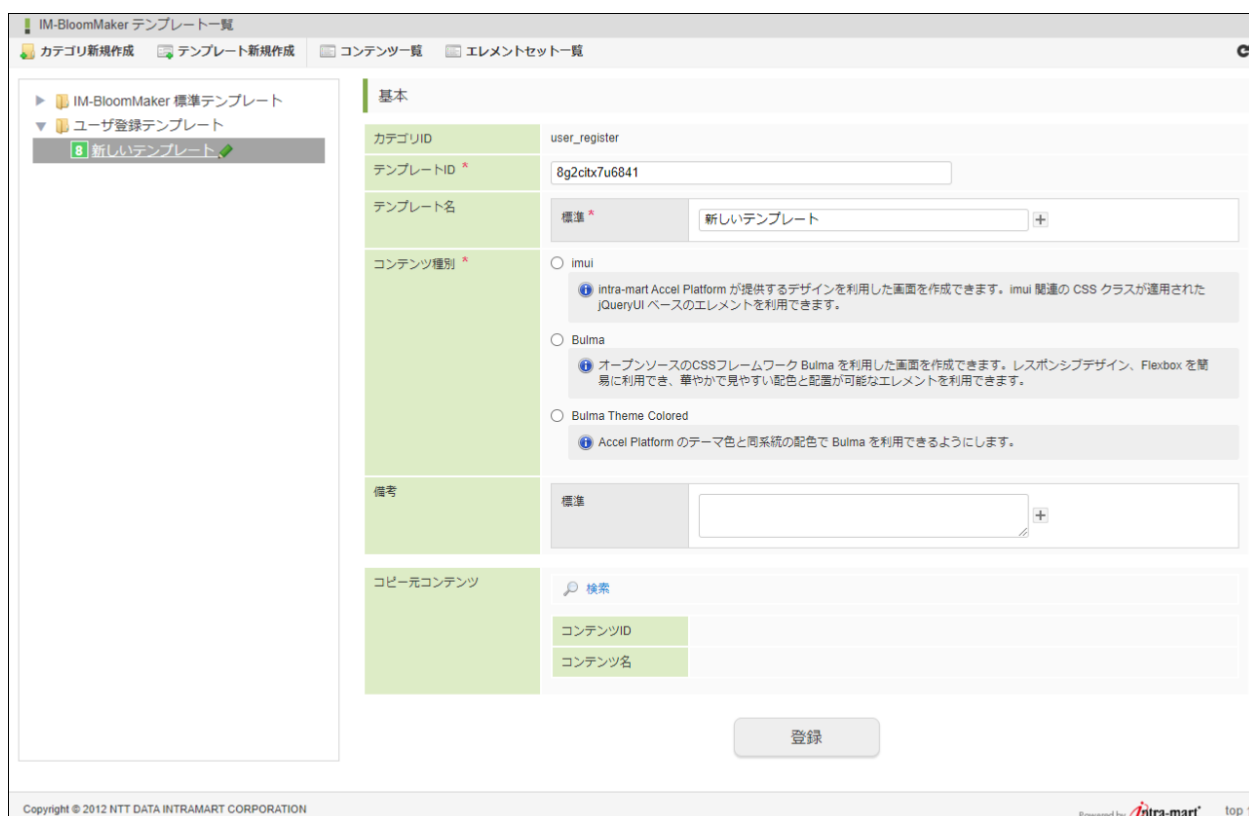 IM-BloomMaker テンプレート一覧
カテゴリ新規作成 テンプレート新規作成 コンテンツ一覧 エレメントセット一覧
IM-BloomMaker 標準テンプレート
ユーザ登録テンプレート
8 新しいテンプレート
基本
カテゴリID user_register
テンプレートID * 8g2citx7u6841
テンプレート名 標準 * 新しいテンプレート
コンテンツ種別 * imui
intra-mart Accel Platform が提供するデザインを利用した画面を作成できます。imui 関連の CSS クラスが適用された
jQueryUI ベースのエレメントを利用できます。
Bulma
オープンソースのCSSフレームワーク Bulma を利用した画面を作成できます。レスポンシブデザイン、Flexbox を簡
易に利用でき、華やかで見やすい配色と配置が可能なエレメントを利用できます。
Bulma Theme Colored
Accel Platform のテーマ色と同系統の配色で Bulma を利用できるようにします。
備考 標準
コピー元コンテンツ 検索
コンテンツID
コンテンツ名
登録
Copyright © 2012 NTT DATA INTRAMART CORPORATION Powered by intra-mart top